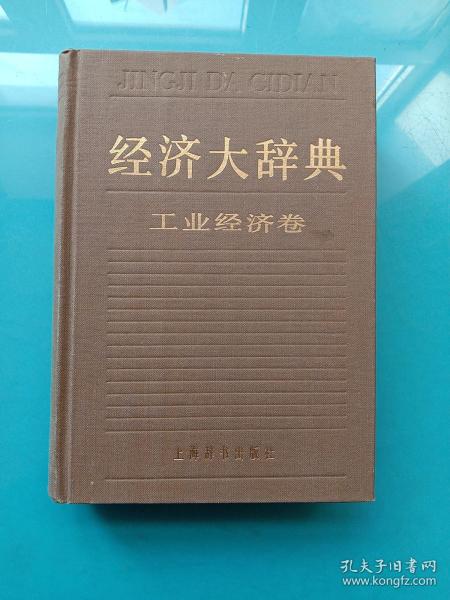 JINGJI DA CIDIAN
经济大辞典
工业经济卷
上海辞书出版社
孔夫子旧书网
www.kongfz.com